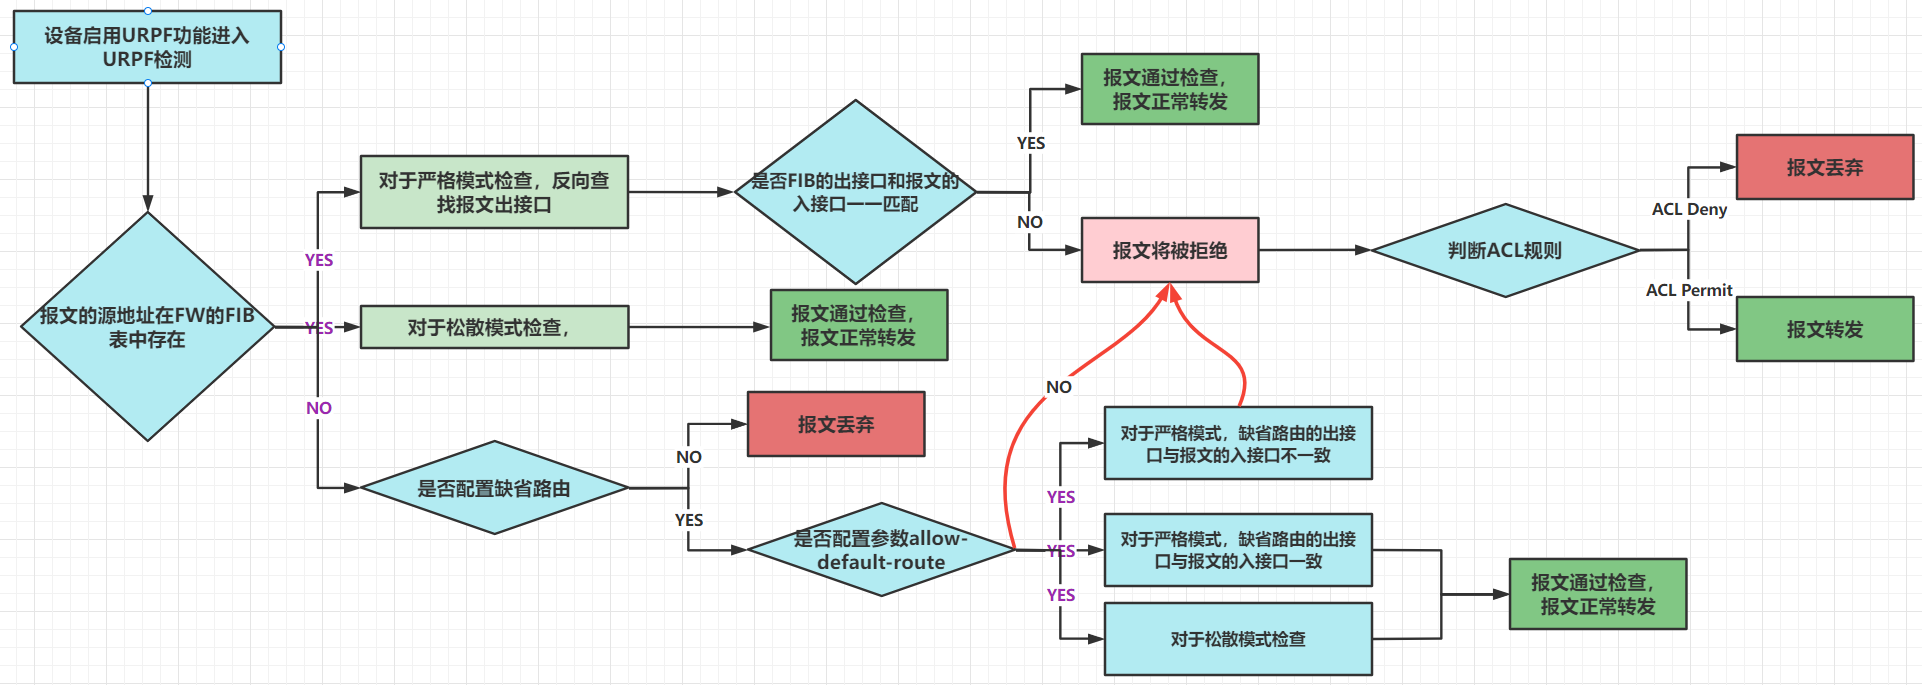 设备启用URPF功能进入
URPF检测
报文的源地址在FW的FIB
表中存在
YES
YES
NO
对于严格模式检查，反向查
找报文出接口
是否FIB的出接口和报文的
入接口一一匹配
YES
NO
报文通过检查，
报文正常转发
报文将被拒绝
判断ACL规则
ACL Deny
ACL Permit
报文丢弃
报文转发
对于松散模式检查，
报文通过检查，
报文正常转发
是否配置缺省路由
NO
YES
报文丢弃
是否配置参数allow-
default-route
NO
YES
YES
YES
对于严格模式，缺省路由的出接
口与报文的入接口不一致
对于严格模式，缺省路由的出接
口与报文的入接口一致
对于松散模式检查
报文通过检查，
报文正常转发